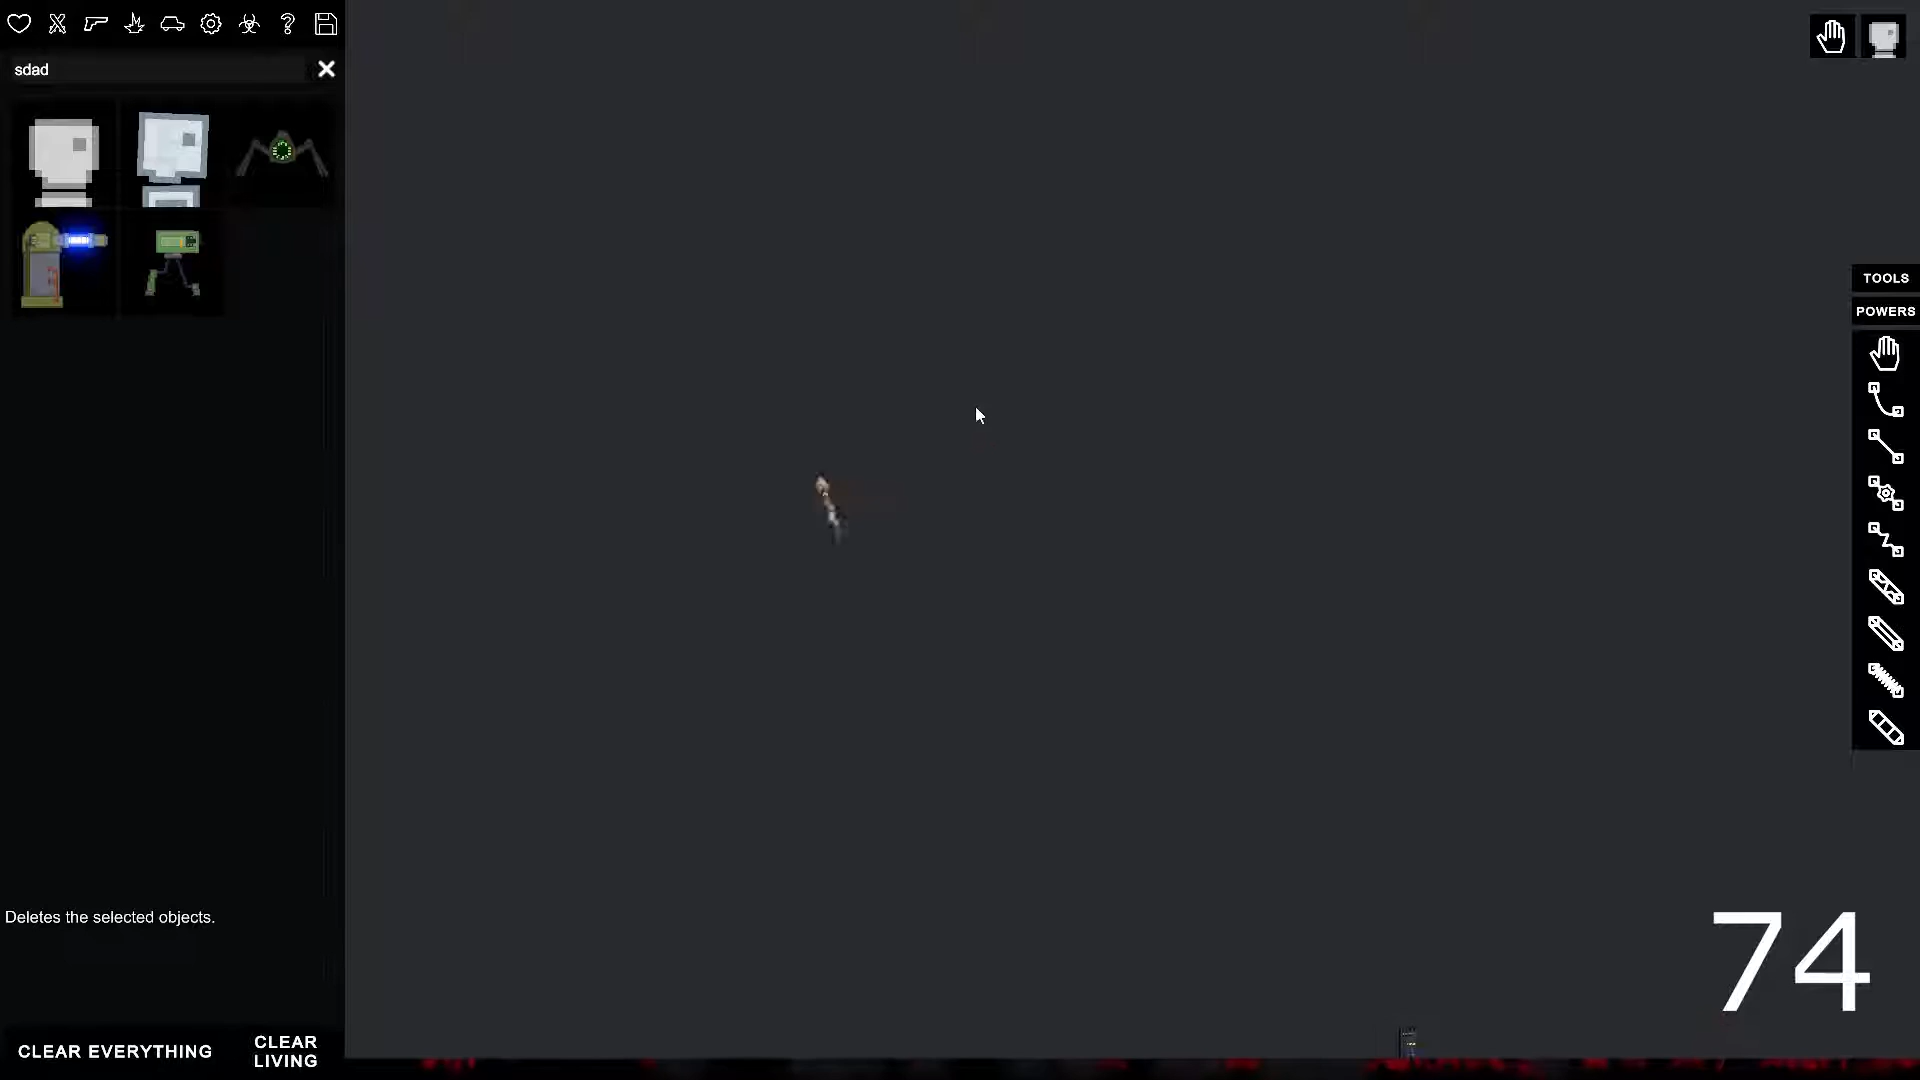 sdad
TOOLS
POWERS
Deletes the selected objects.
74
CLEAR EVERYTHING
CLEAR
LIVING